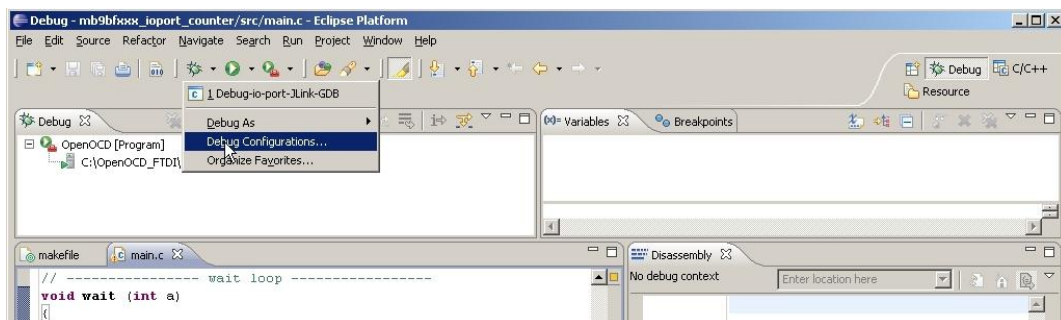 Debug - mb9bfxxx_ioport_counter/src/main.c - Eclipse Platform
File Edit Source Refactor Navigate Search Run Project Window Help
010
Debug C/C++
Resource
1 Debug-io-port-JLink-GDB
Debug As
Debug Configurations...
Organize Favorites...
Debug
OpenOCD [Program]
C:\OpenOCD_FTDI\
(x)= Variables Breakpoints
makefile main.c
// ---------------- wait loop -----------------
void wait (int a)
{
Disassembly
No debug context Enter location here